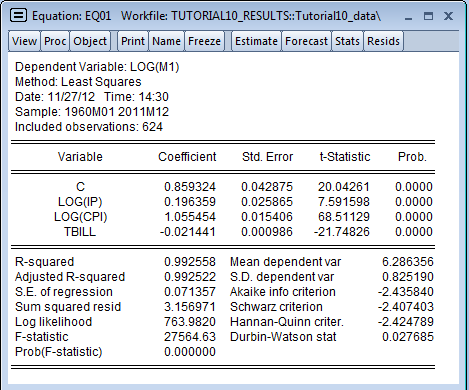 Equation: EQ01 Workfile: TUTORIAL10_RESULTS::Tutorial10_data\
View Proc Object Print Name Freeze Estimate Forecast Stats Resids
Dependent Variable: LOG(M1)
Method: Least Squares
Date: 11/27/12 Time: 14:30
Sample: 1960M01 2011M12
Included observations: 624
Variable Coefficient Std. Error t-Statistic Prob.
C 0.859324 0.042875 20.04261 0.0000
LOG(IP) 0.196359 0.025865 7.591598 0.0000
LOG(CPI) 1.055454 0.015406 68.51129 0.0000
TBILL -0.021441 0.000986 -21.74826 0.0000
R-squared 0.992558 Mean dependent var 6.286356
Adjusted R-squared 0.992522 S.D. dependent var 0.825190
S.E. of regression 0.071357 Akaike info criterion -2.435840
Sum squared resid 3.156971 Schwarz criterion -2.407403
Log likelihood 763.9820 Hannan-Quinn criter. -2.424789
F-statistic 27564.63 Durbin-Watson stat 0.027685
Prob(F-statistic) 0.000000